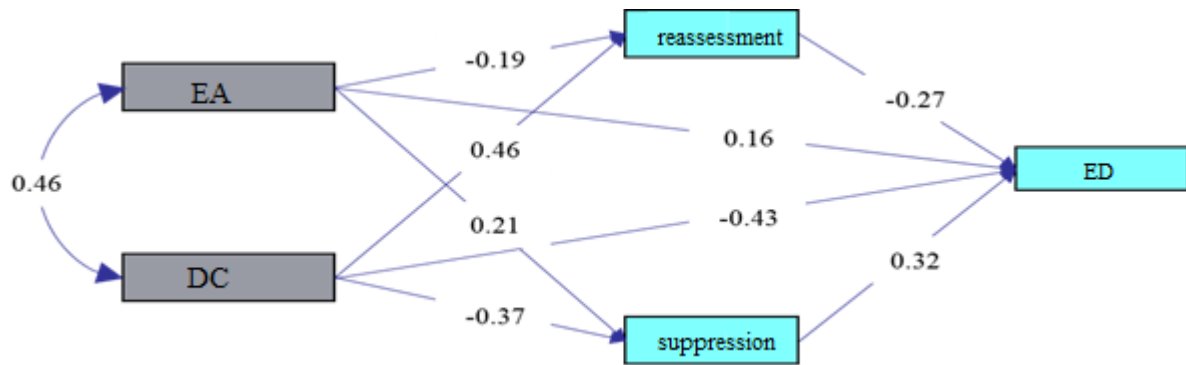 reassessment
-0.19
EA
-0.27
0.46
0.16
ED
0.46
0.21
-0.43
0.32
DC
-0.37
suppression